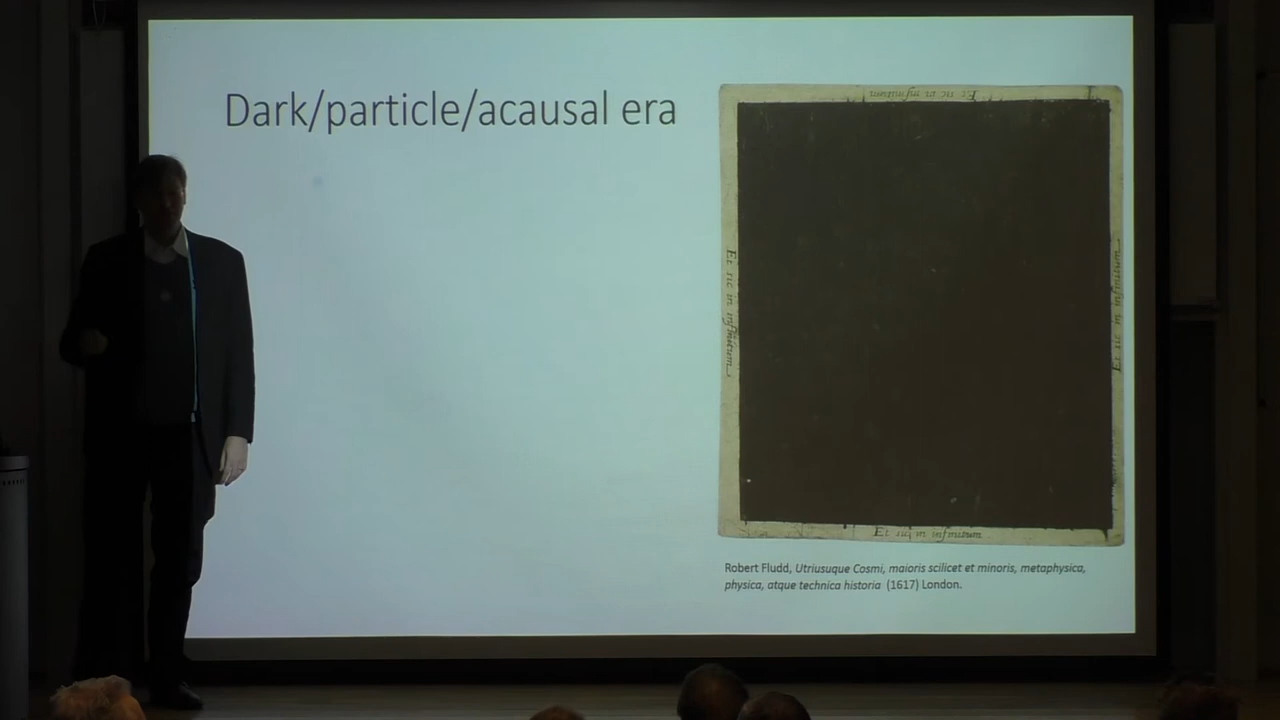 Dark/particle/acausal era
Et sic in infinitum
Et sic in infinitum
Et sic in infinitum
Et sic in infinitum
Robert Fludd, Utriusuque Cosmi, maioris scilicet et minoris, metaphysica,
physica, atque technica historia (1617) London.